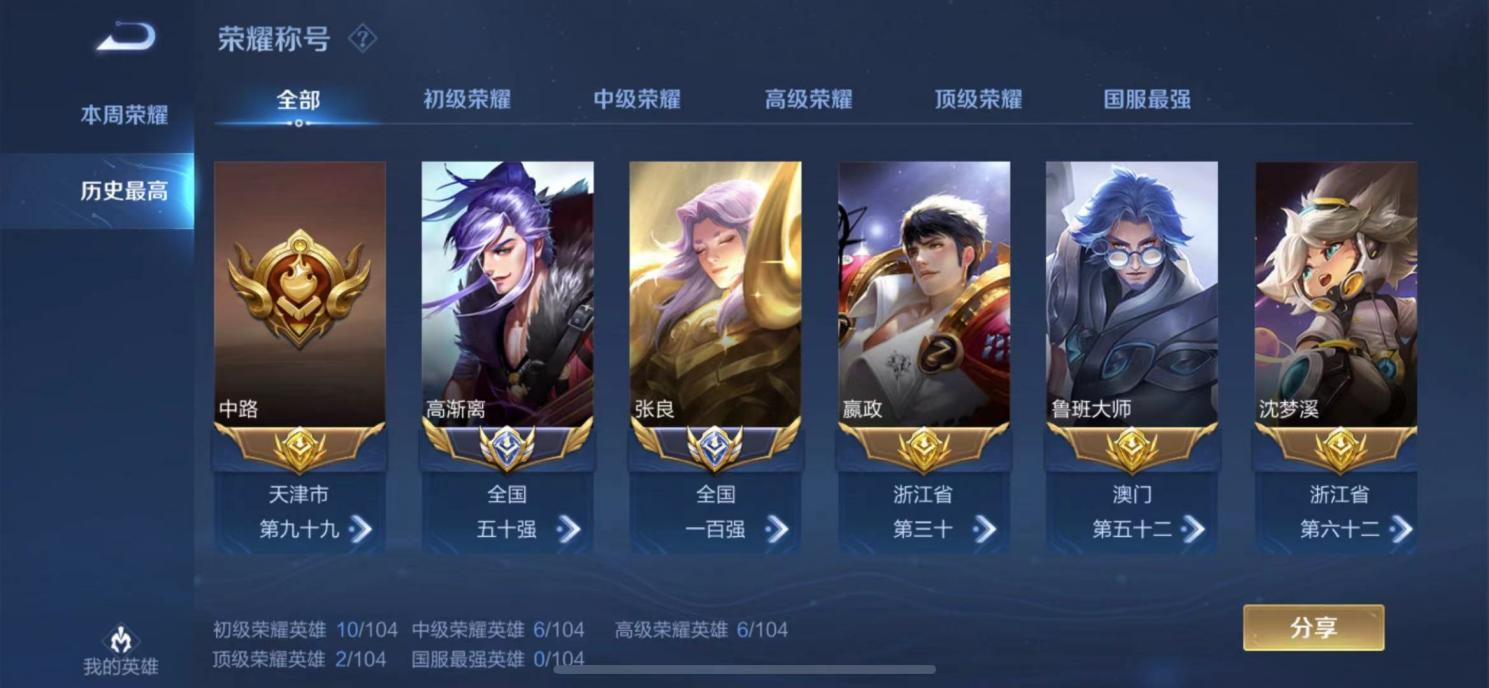 荣耀称号 ?
本周荣耀
历史最高
全部 初级荣耀 中级荣耀 高级荣耀 顶级荣耀 国服最强
中路
天津市
第九十九
高渐离
全国
五十强
张良
全国
一百强
嬴政
浙江省
第三十
鲁班大师
澳门
第五十二
沈梦溪
浙江省
第六十二
初级荣耀英雄 10/104 中级荣耀英雄 6/104 高级荣耀英雄 6/104
顶级荣耀英雄 2/104 国服最强英雄 0/104
分享
我的英雄